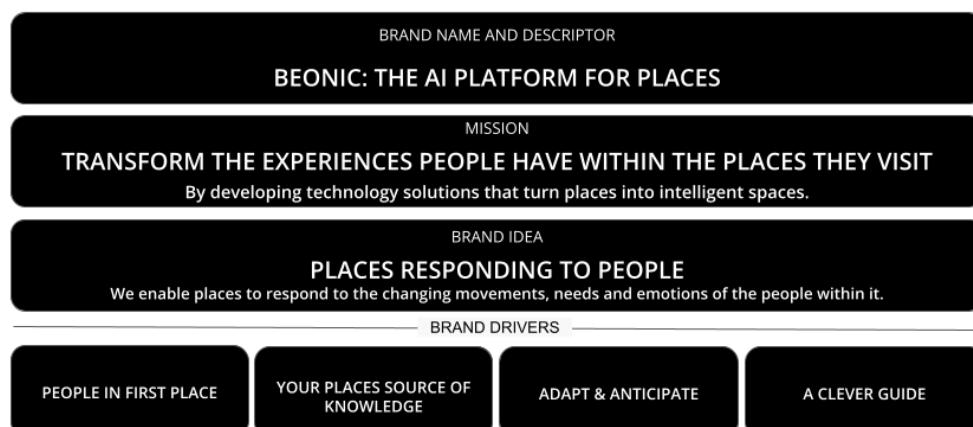 BRAND NAME AND DESCRIPTOR
BEONIC: THE AI PLATFORM FOR PLACES
MISSION
TRANSFORM THE EXPERIENCES PEOPLE HAVE WITHIN THE PLACES THEY VISIT
By developing technology solutions that turn places into intelligent spaces.
BRAND IDEA
PLACES RESPONDING TO PEOPLE
We enable places to respond to the changing movements, needs and emotions of the people within it.
BRAND DRIVERS
PEOPLE IN FIRST PLACE
YOUR PLACES SOURCE OF
KNOWLEDGE
ADAPT & ANTICIPATE
A CLEVER GUIDE